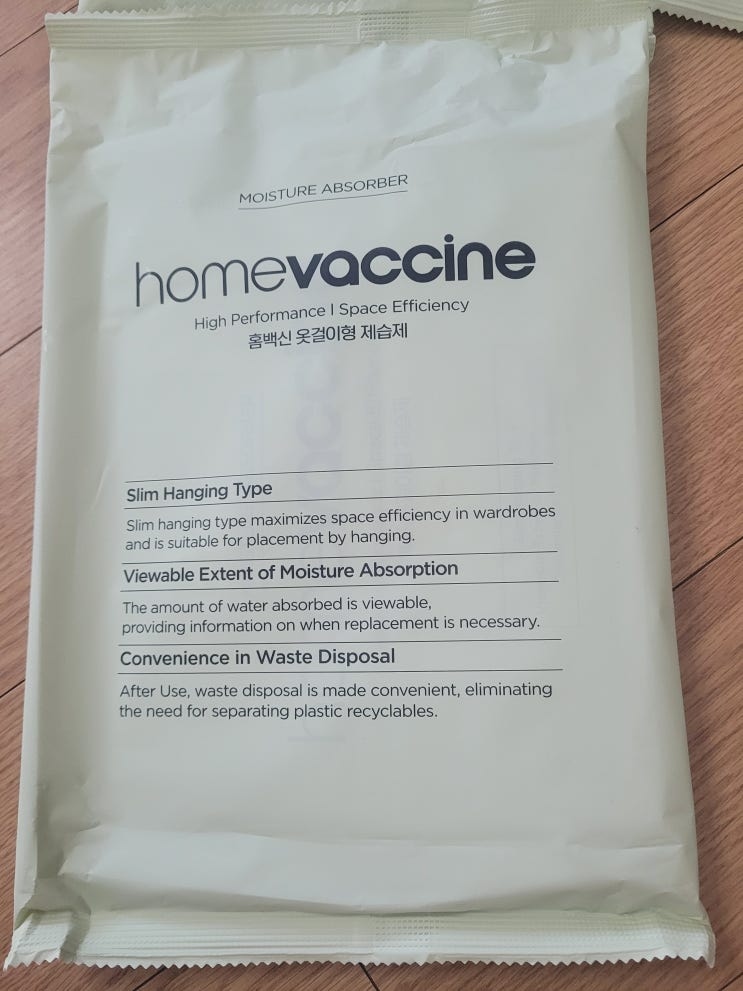 MOISTURE ABSORBER
homevaccine
High Performance | Space Efficiency
홈백신 옷걸이형 제습제
Slim Hanging Type
Slim hanging type maximizes space efficiency in wardrobes
and is suitable for placement by hanging.
Viewable Extent of Moisture Absorption
The amount of water absorbed is viewable,
providing information on when replacement is necessary.
Convenience in Waste Disposal
After Use, waste disposal is made convenient, eliminating
the need for separating plastic recyclables.